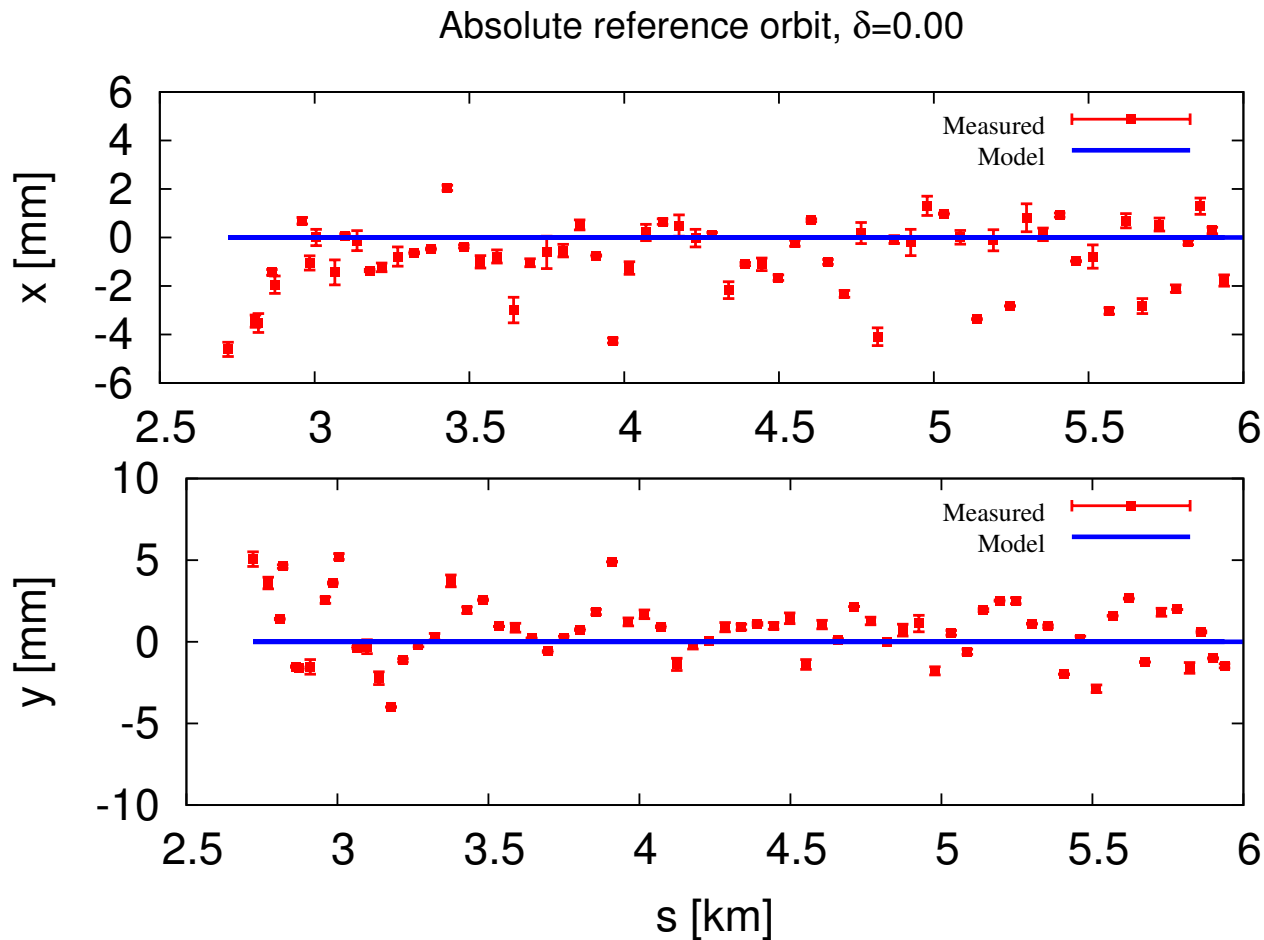 Absolute reference orbit, δ=0.00
6
4
2
0
-2
-4
-6
x [mm]
Measured
Model
2.5 3 3.5 4 4.5 5 5.5 6
10
5
0
-5
-10
y [mm]
Measured
Model
2.5 3 3.5 4 4.5 5 5.5 6
s [km]